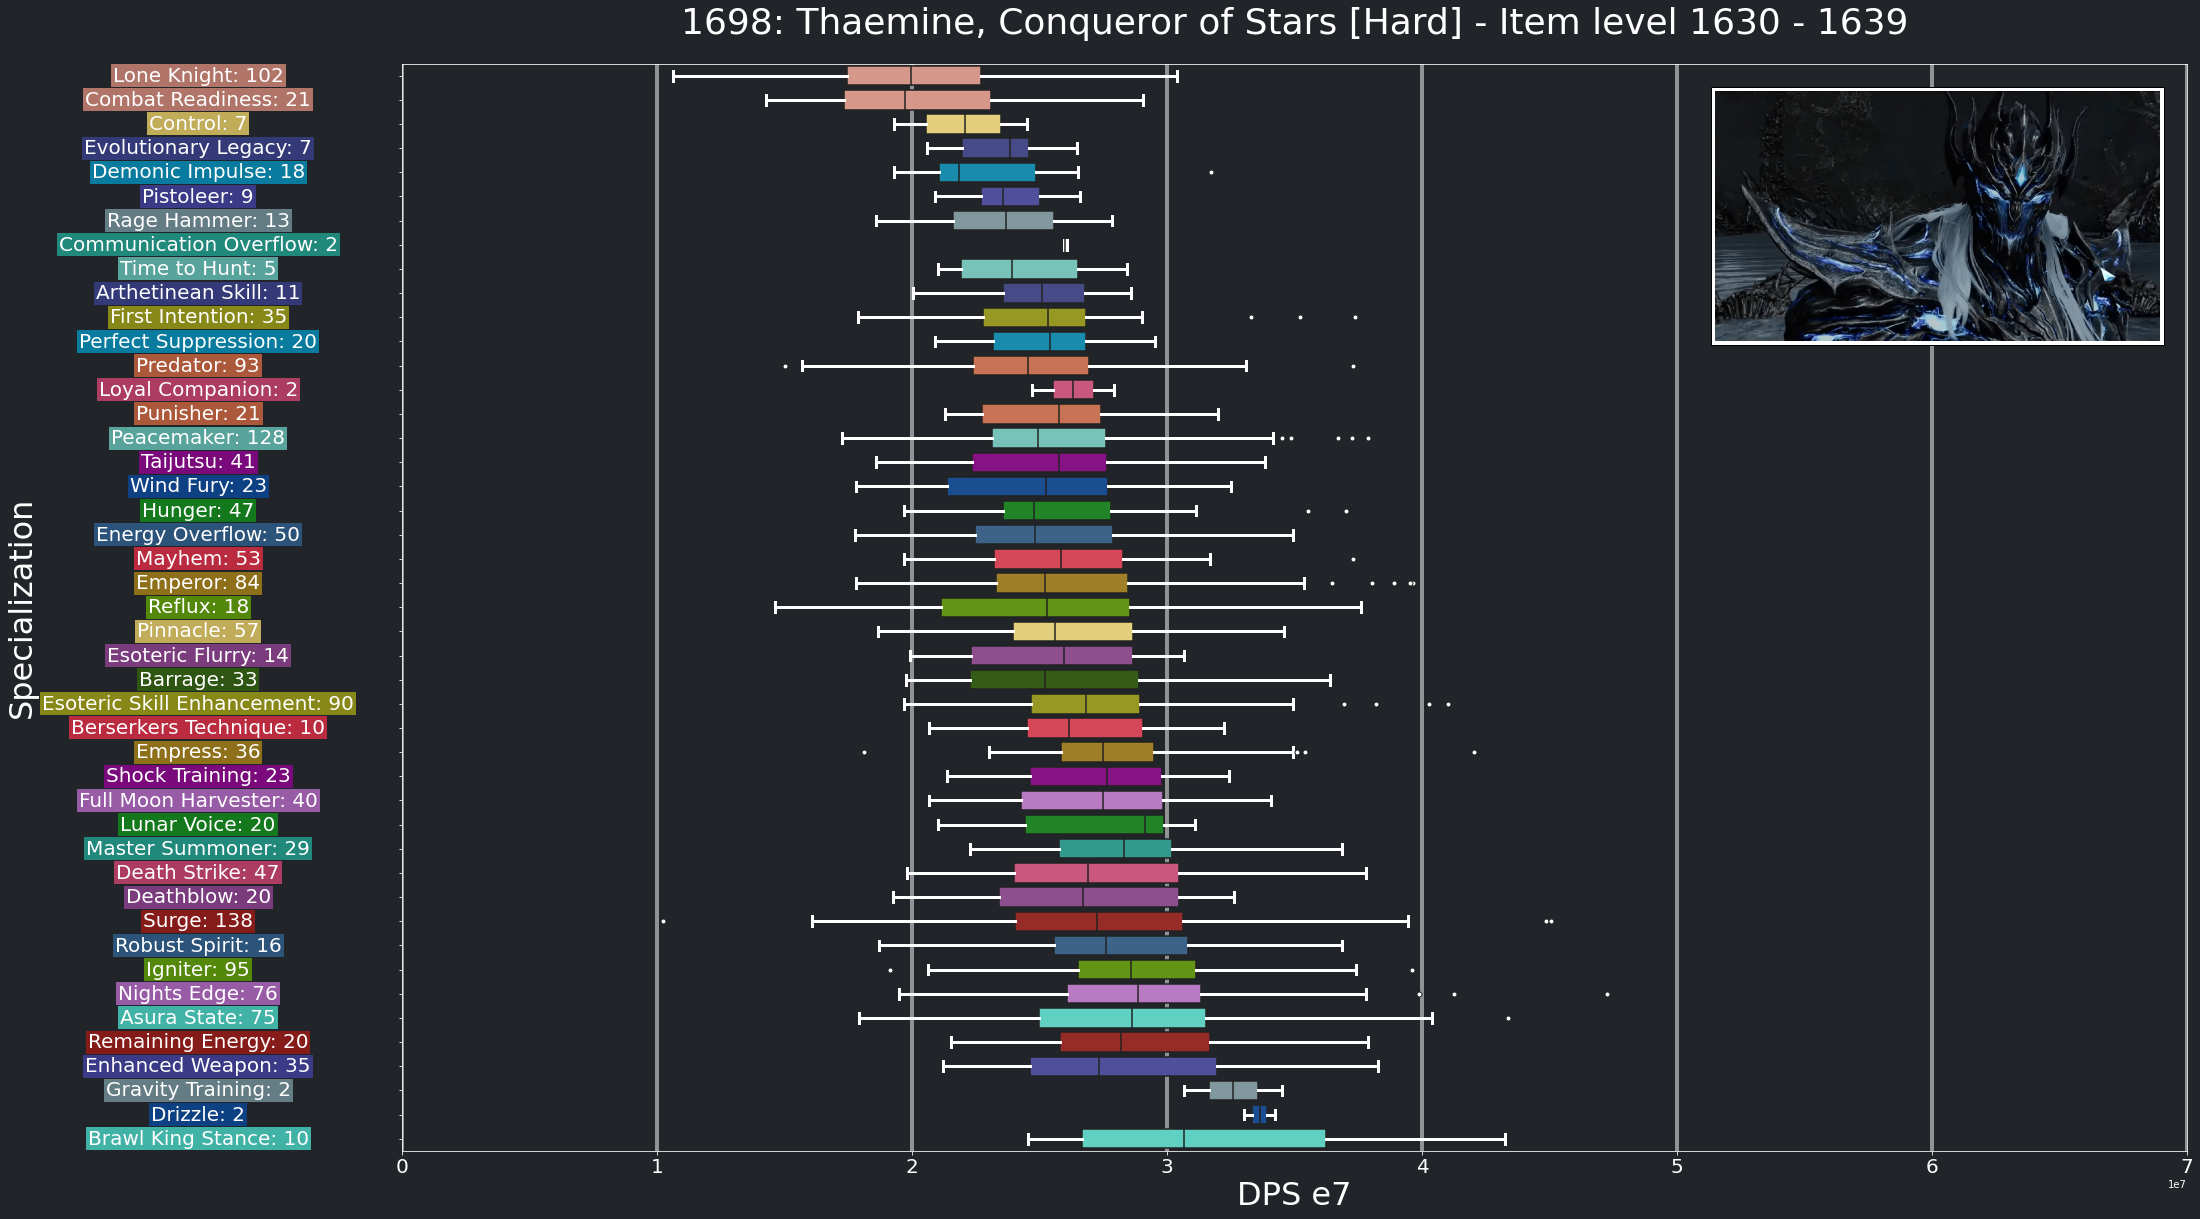 1698: Thaemine, Conqueror of Stars [Hard] - Item level 1630 - 1639
Specialization
Lone Knight: 102
Combat Readiness: 21
Control: 7
Evolutionary Legacy: 7
Demonic Impulse: 18
Pistoleer: 9
Rage Hammer: 13
Communication Overflow: 2
Time to Hunt: 5
Arthetinean Skill: 11
First Intention: 35
Perfect Suppression: 20
Predator: 93
Loyal Companion: 2
Punisher: 21
Peacemaker: 128
Taijutsu: 41
Wind Fury: 23
Hunger: 47
Energy Overflow: 50
Mayhem: 53
Emperor: 84
Reflux: 18
Pinnacle: 57
Esoteric Flurry: 14
Barrage: 33
Esoteric Skill Enhancement: 90
Berserkers Technique: 10
Empress: 36
Shock Training: 23
Full Moon Harvester: 40
Lunar Voice: 20
Master Summoner: 29
Death Strike: 47
Deathblow: 20
Surge: 138
Robust Spirit: 16
Igniter: 95
Nights Edge: 76
Asura State: 75
Remaining Energy: 20
Enhanced Weapon: 35
Gravity Training: 2
Drizzle: 2
Brawl King Stance: 10
0 1 2 3 4 5 6 7
DPS e7
1e7